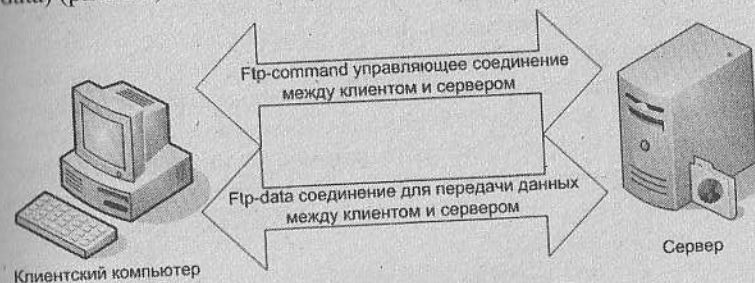 data)
Ftp-command управляющее соединение
между клиентом и сервером
Ftp-data соединение для передачи данных
между клиентом и сервером
Клиентский компьютер
Сервер